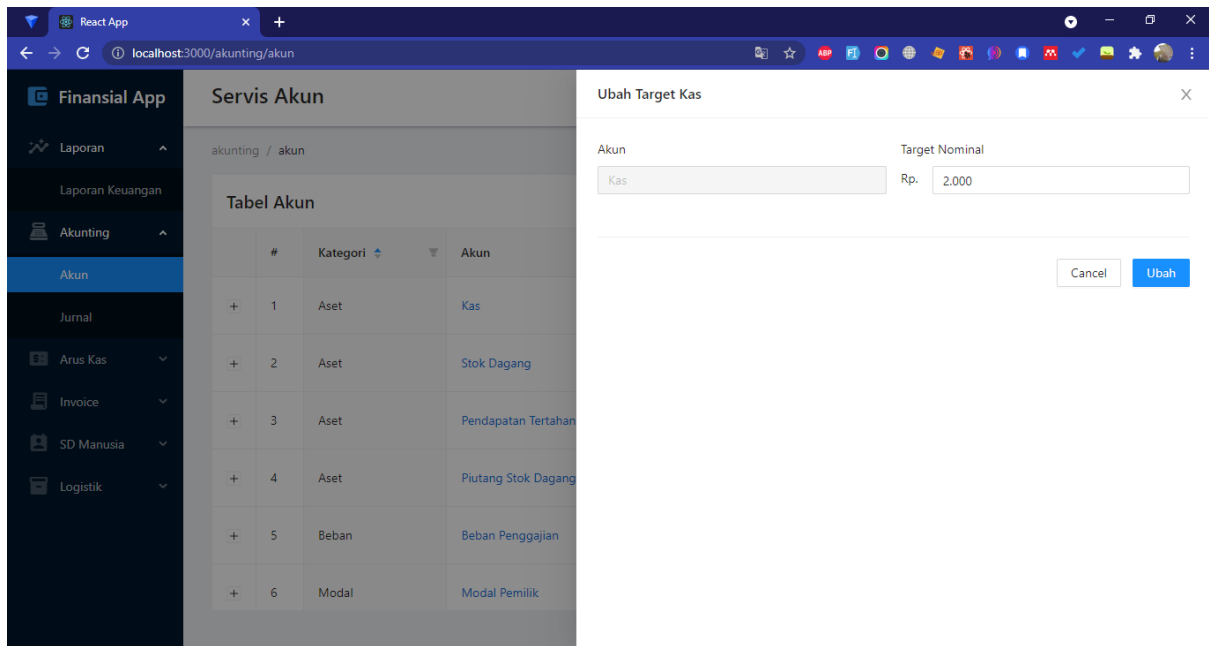 React App
localhost:3000/akunting/akun
ABP
Finansial App
Laporan
Laporan Keuangan
Akunting
Akun
Jurnal
Arus Kas
Invoice
SD Manusia
Logistik
Servis Akun
akunting / akun
Tabel Akun
# Kategori Akun
1 Aset Kas
2 Aset Stok Dagang
3 Aset Pendapatan Tertahan
4 Aset Piutang Stok Dagang
5 Beban Beban Penggajian
6 Modal Modal Pemilik
Ubah Target Kas
Akun Target Nominal
Kas Rp. 2.000
Cancel Ubah